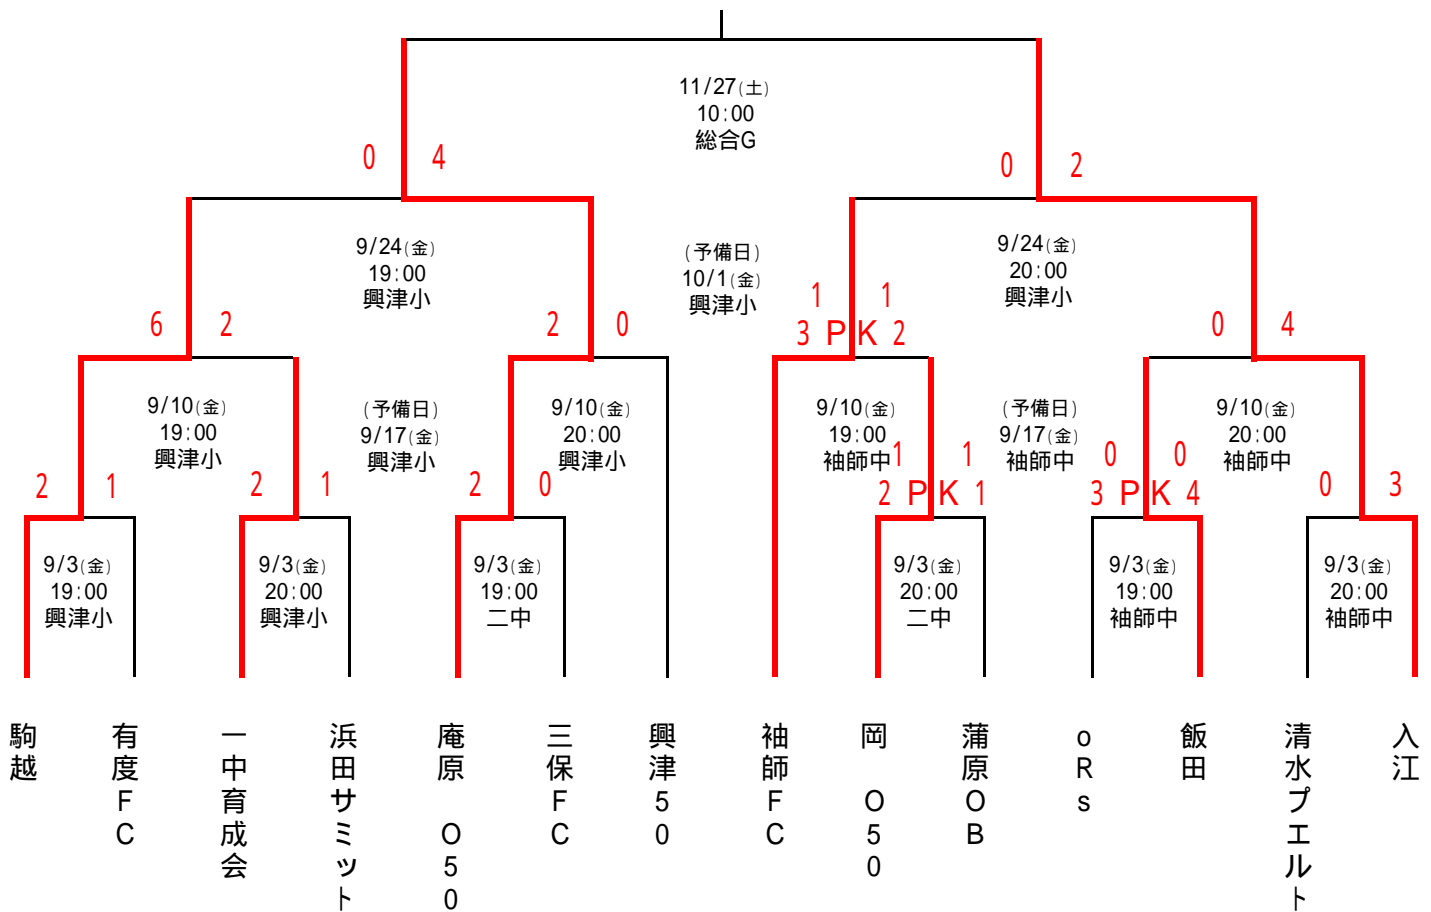 11/27(土)
10:00
総合G
0 4
0 2
9/24(金)
19:00
興津小
(予備日)
10/1(金)
興津小
9/24(金)
20:00
興津小
6 2
2 0
1 1
3 PK 2
0 4
9/10(金)
19:00
興津小
(予備日)
9/17(金)
興津小
9/10(金)
20:00
興津小
9/10(金)
19:00
袖師中
(予備日)
9/17(金)
袖師中
9/10(金)
20:00
袖師中
2 1
2 1
2 0
1 1
2 PK 1
0 0
3 PK 4
0 3
9/3(金)
19:00
興津小
9/3(金)
20:00
興津小
9/3(金)
19:00
二中
9/3(金)
20:00
二中
9/3(金)
19:00
袖師中
9/3(金)
20:00
袖師中
駒越
有度FC
一中育成会
浜田サミット
庵原 O50
三保FC
興津50
袖師FC
岡 O50
蒲原OB
oRs
飯田
清水プエルト
入江